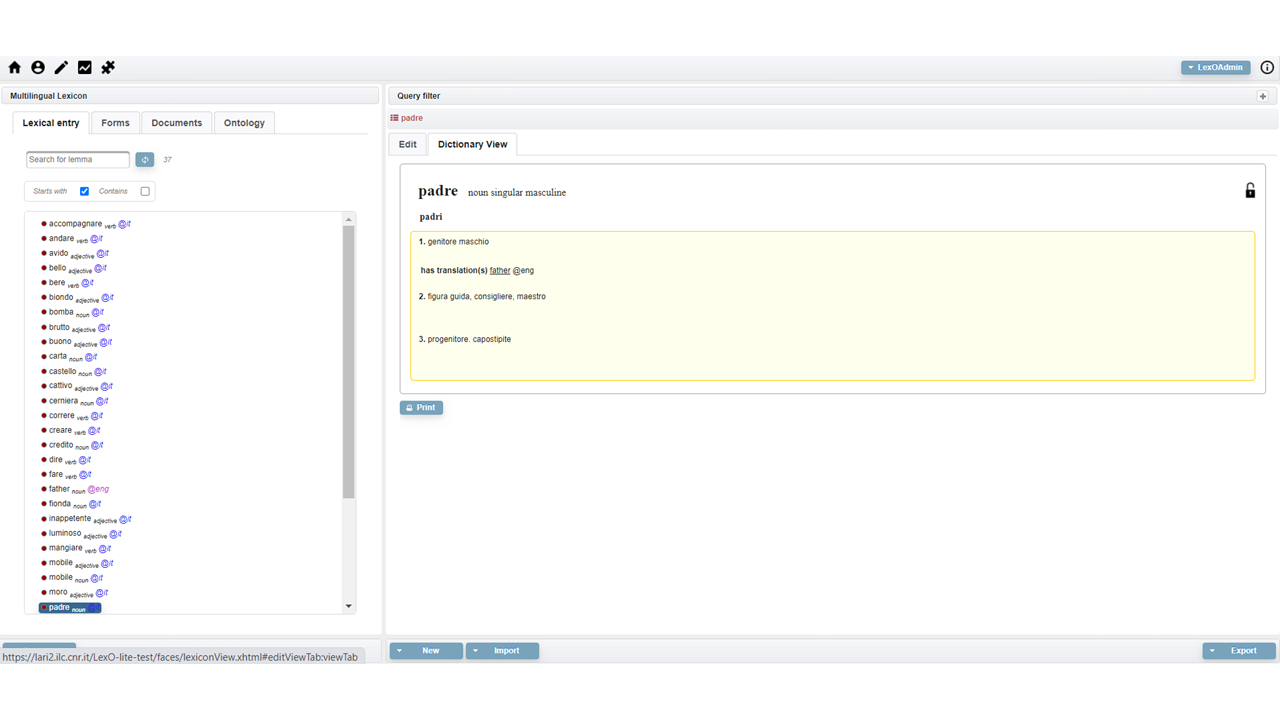 LexOAdmin
Multilingual Lexicon
Lexical entry Forms Documents Ontology
Search for lemma 37
Starts with Contains
accompagnare verb @it
andare verb @it
avido adjective @it
bello adjective @it
bere verb @it
biondo adjective @it
bomba noun @it
brutto adjective @it
buono adjective @it
carta noun @it
castello noun @it
cattivo adjective @it
cerniera noun @it
correre verb @it
creare verb @it
credito noun @it
dire verb @it
fare verb @it
father noun @eng
fionda noun @it
inappetente adjective @it
luminoso adjective @it
mangiare verb @it
mobile adjective @it
mobile noun @it
moro adjective @it
padre noun @it
Query filter
padre
Edit Dictionary View
padre noun singular masculine
padri
1. genitore maschio
has translation(s) father @eng
2. figura guida, consigliere, maestro
3. progenitore. capostipite
Print
New Import Export
https://lari2.ilc.cnr.it/LexO-lite-test/faces/lexiconView.xhtml#editViewTab:viewTab